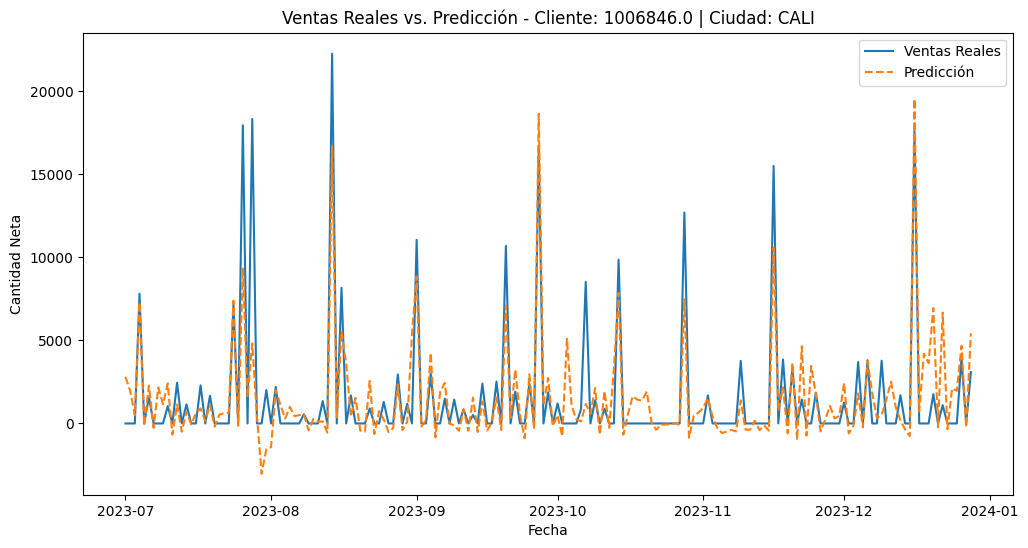 Ventas Reales vs. Predicción - Cliente: 1006846.0 | Ciudad: CALI
Ventas Reales
Predicción
Cantidad Neta
20000
15000
10000
5000
0
2023-07
2023-08
2023-09
2023-10
2023-11
2023-12
2024-01
Fecha